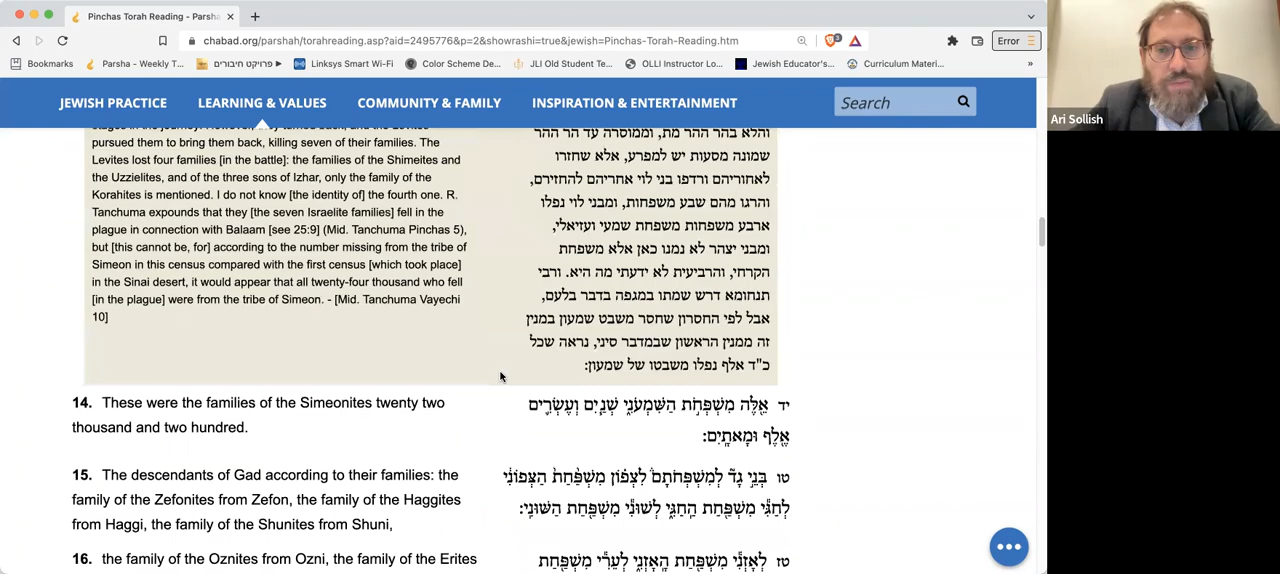 Pinchas Torah Reading - Parsha
chabad.org/parshah/torahreading.asp?aid=2495776&p=2&showrashi=true&jewish=Pinchas-Torah-Reading.htm
3
Error
Bookmarks
Parsha - Weekly T...
פרויקט חיבורים
Linksys Smart Wi-Fi
Color Scheme De...
JLI Old Student Te...
OLLI Instructor Lo...
Jewish Educator's...
Curriculum Materi...
»
JEWISH PRACTICE
LEARNING & VALUES
COMMUNITY & FAMILY
INSPIRATION & ENTERTAINMENT
Search
Ari Sollish
pursued them to bring them back, killing seven of their families. The
Levites lost four families [in the battle]: the families of the Shimeites and
the Uzzielites, and of the three sons of Izhar, only the family of the
Korahites is mentioned. I do not know [the identity of] the fourth one. R.
Tanchuma expounds that they [the seven Israelite families] fell in the
plague in connection with Balaam [see 25:9] (Mid. Tanchuma Pinchas 5),
but [this cannot be, for] according to the number missing from the tribe of
Simeon in this census compared with the first census [which took place]
in the Sinai desert, it would appear that all twenty-four thousand who fell
[in the plague] were from the tribe of Simeon. - [Mid. Tanchuma Vayechi
10]
והלא בהר ההר מת, וממוסרה עד הר ההר
שמונה מסעות יש למפרע, אלא שחזרו
לאחוריהם ורדפו בני לוי אחריהם להחזירם,
והרגו מהם שבע משפחות, ומבני לוי נפלו
ארבע משפחות משפחת שמעי ועזיאלי,
ומבני יצהר לא נמנו כאן אלא משפחת
הקרחי, והרביעית לא ידעתי מה היא. ורבי
תנחומא דרש שמתו במגפה בדבר בלעם,
אבל לפי החסרון שחסר משבט שמעון במנין
זה ממנין הראשון שבמדבר סיני, נראה שכל
כ"ד אלף נפלו משבטו של שמעון:
14. These were the families of the Simeonites twenty two
thousand and two hundred.
יד אֵ֖לֶּה מִשְׁפְּחֹ֣ת הַשִּׁמְעֹנִ֑י שְׁנַ֧יִם וְעֶשְׂרִ֛ים
אֶ֖לֶף וּמָאתָֽיִם:
15. The descendants of Gad according to their families: the
family of the Zefonites from Zefon, the family of the Haggites
from Haggi, the family of the Shunites from Shuni,
טו בְּנֵ֣י גָד֮ לְמִשְׁפְּחֹתָם֒ לִצְפ֗וֹן מִשְׁפַּ֙חַת֙ הַצְּפוֹנִ֔י
לְחַגִּ֕י מִשְׁפַּ֖חַת הַֽחַגִּ֑י לְשׁוּנִ֕י מִשְׁפַּ֖חַת הַשּׁוּנִֽי:
16. the family of the Oznites from Ozni, the family of the Erites
טז לְאָזְנִ֕י מִשְׁפַּ֖חַת הָֽאָזְנִ֑י לְעֵרִ֕י מִשְׁפַּ֖חַת